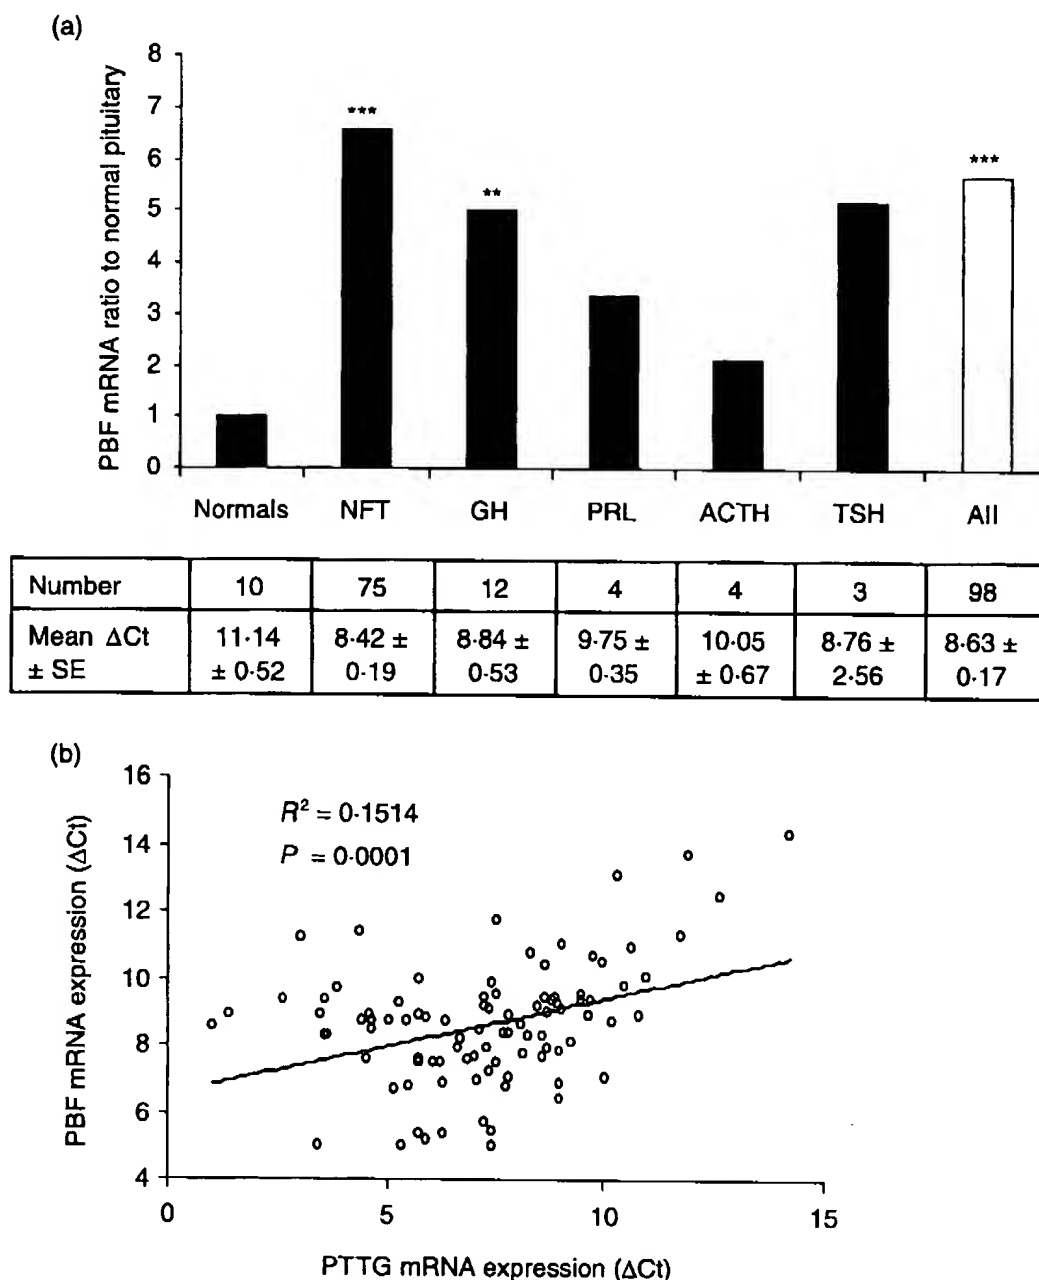 (a)
PBF mRNA ratio to normal pituitary
8
7
6
5
4
3
2
1
0
***
**
***
Normals NFT GH PRL ACTH TSH All
Number 10 75 12 4 4 3 98
Mean ΔCt 11·14 8·42 ± 8·84 ± 9·75 ± 10·05 8·76 ± 8·63 ±
± SE ± 0·52 0·19 0·53 0·35 ± 0·67 2·56 0·17
(b)
PBF mRNA expression (ΔCt)
16
14
12
10
8
6
4
R² = 0·1514
P = 0·0001
0 5 10 15
PTTG mRNA expression (ΔCt)